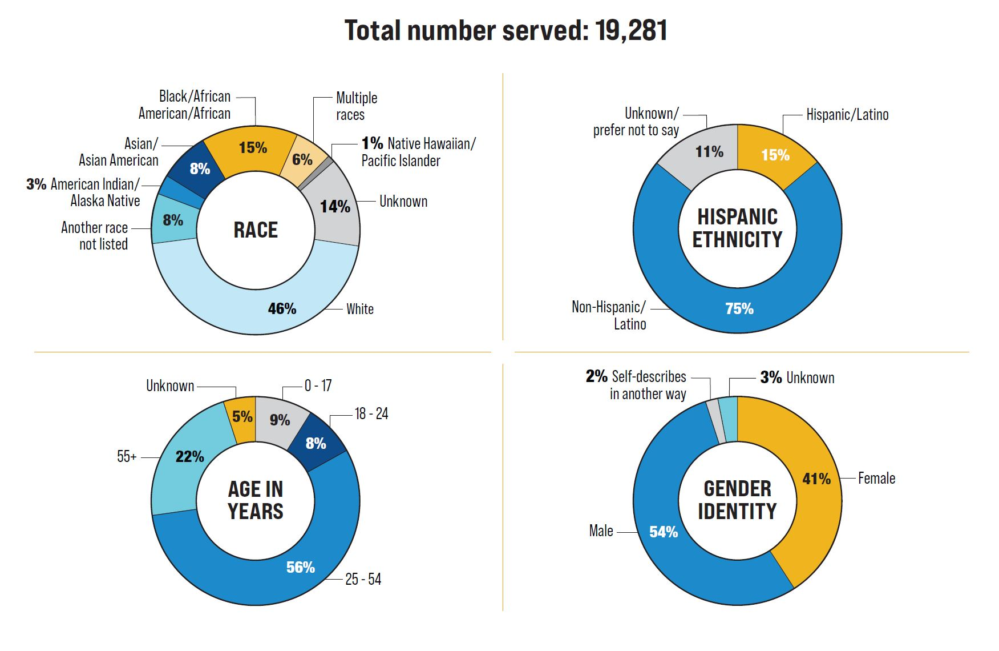 Total number served: 19,281
Black/African
American/African
Multiple
races
Asian/
Asian American
1% Native Hawaiian/
Pacific Islander
3% American Indian/
Alaska Native
Another race
not listed
Unknown
White
15%
6%
8%
14%
8%
46%
RACE
Unknown/
prefer not to say
Hispanic/Latino
11%
15%
HISPANIC
ETHNICITY
Non-Hispanic/
Latino
75%
Unknown
0 - 17
18 - 24
5%
9%
8%
55+
22%
AGE IN
YEARS
56%
25 - 54
2% Self-describes
in another way
3% Unknown
41%
Female
GENDER
IDENTITY
Male
54%